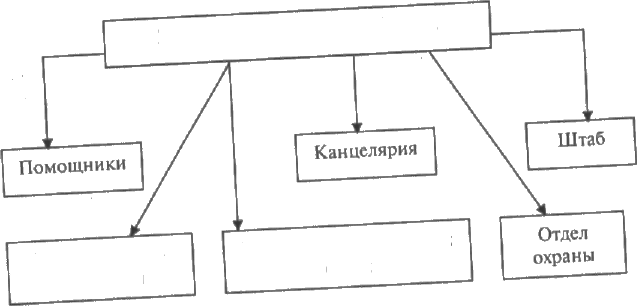 Помощники
Канцелярия
Штаб
Отдел
охраны